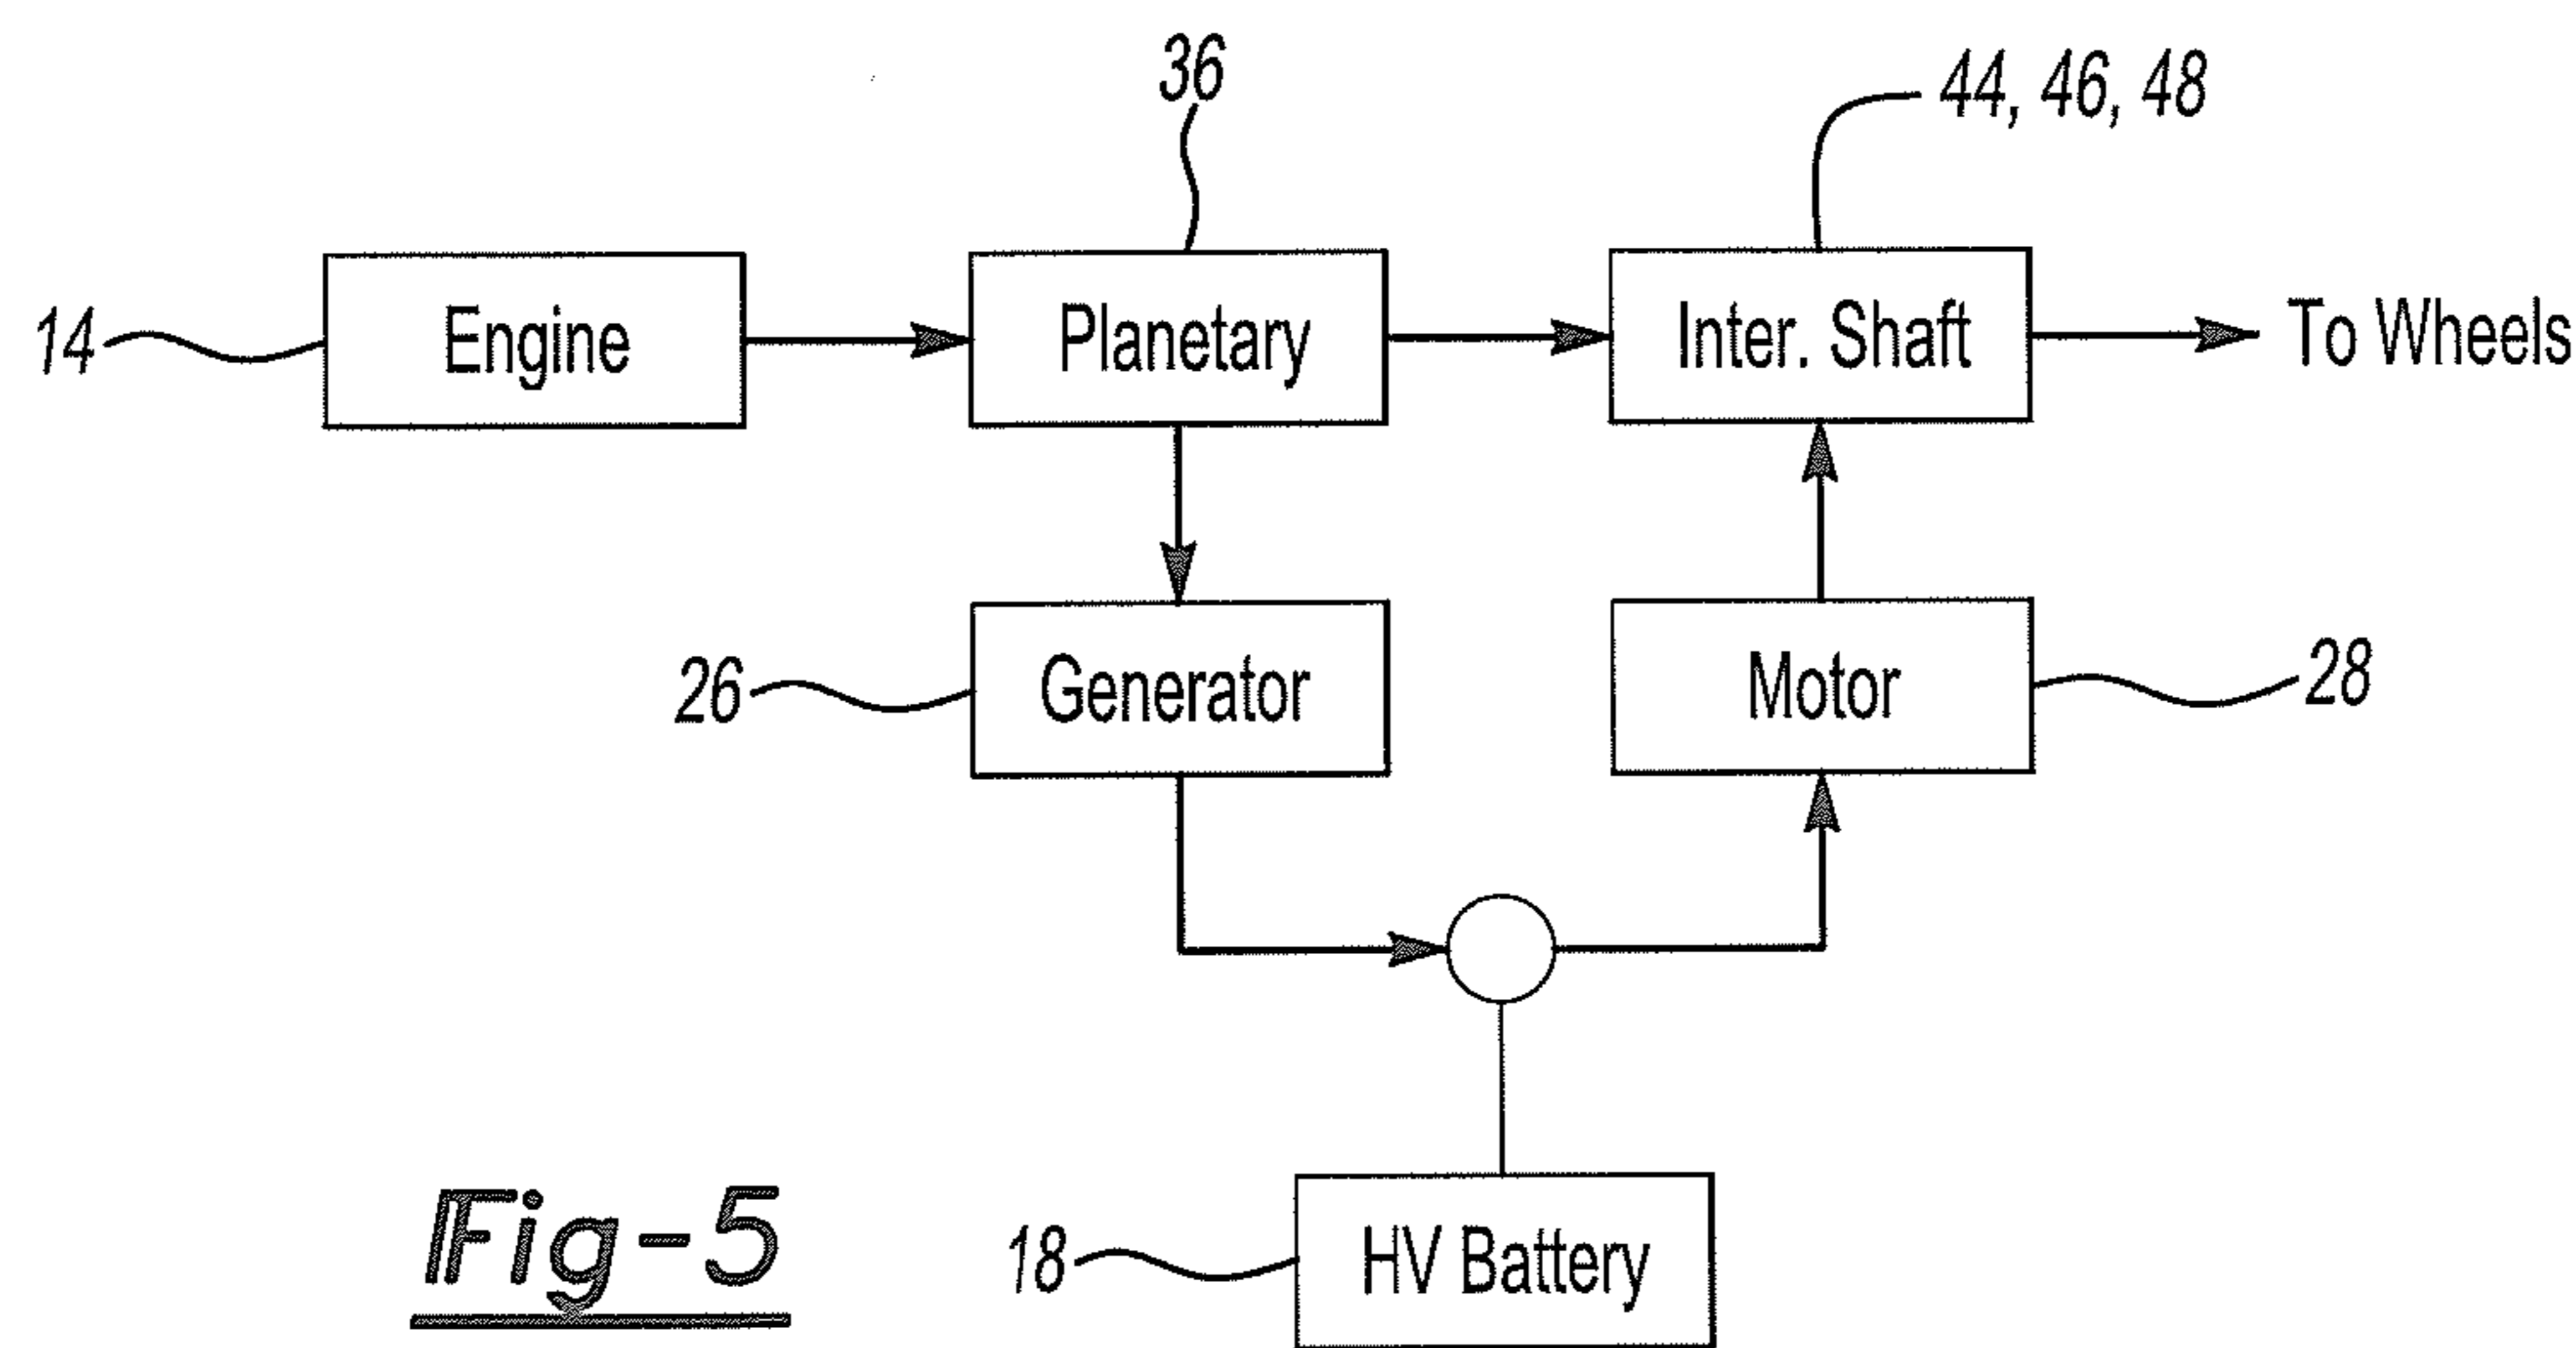 36
44, 46, 48
14
Engine
Planetary
Inter. Shaft
To Wheels
26
Generator
Motor
28
18
HV Battery
Fig-5